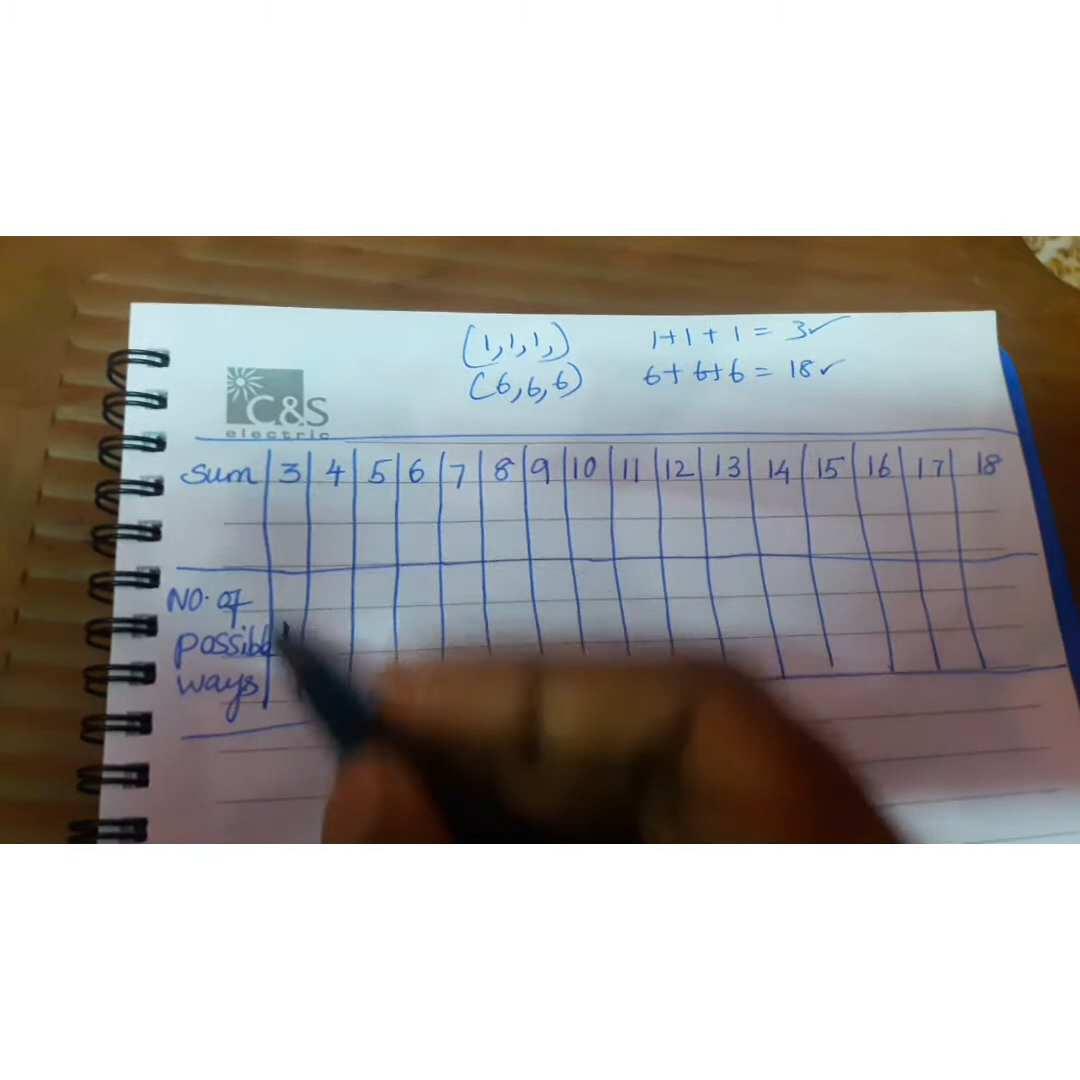 (1,1,1,) 1+1+1 = 3✓
(6,6,6) 6+6+6 = 18✓
C&S
electric
Sum 3 4 5 6 7 8 9 10 11 12 13 14 15 16 17 18
NO. of
possible
ways